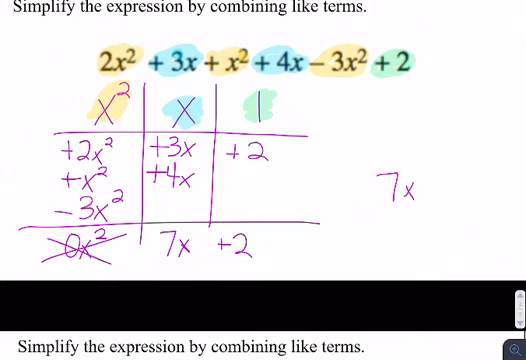 Simplify the expression by combining like terms.
2x² + 3x + x² + 4x – 3x² + 2
x² x 1
+2x² +3x +2
+x² +4x
7x
-3x²
0x² 7x +2
Simplify the expression by combining like terms.